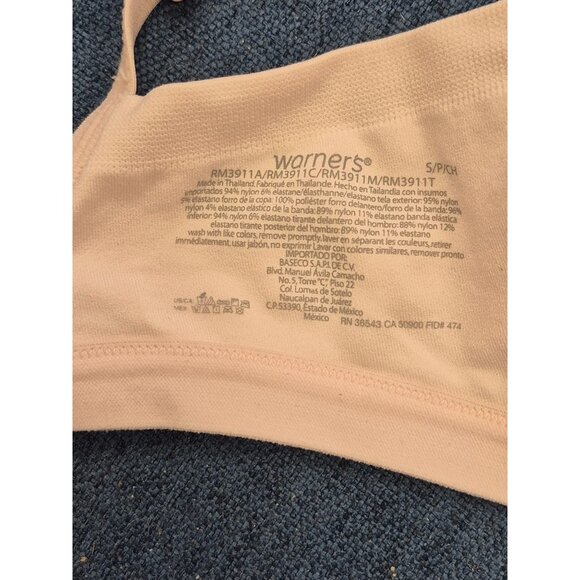 warner's®
S/P/CH
RM3911A/RM3911C/RM3911M/RM3911T
Made in Thailand. Fabriqué en Thaïlande. Hecho en Tailandia con insumos
importados 94% nylon 6% elastane/élasthanne/elastano tela exterior: 95% nylon
5% elastano forro de la copa: 100% poliéster forro delantero/forro de la banda: 96%
nylon 4% elastano elástico de la banda: 89% nylon 11% elastano banda elástica
inferior: 94% nylon 6% elastano tirante delantero del hombro: 88% nylon 12%
elastano tirante posterior del hombro: 89% nylon 11% elastano
wash with like colors, remove promptly. laver en séparant les couleurs, retirer
immédiatement. usar jabón, no exprimir Lavar con colores similares, remover pronto
IMPORTADO POR:
BASECO S.A.P.I. DE C.V.
Blvd. Manuel Ávila Camacho
No.5, Torre "C", Piso 22
Col. Lomas de Sotelo
Naucalpan de Juárez
C.P. 53390, Estado de México
México
US/CA:
MEX:
RN 36543 CA 50900 FID# 474